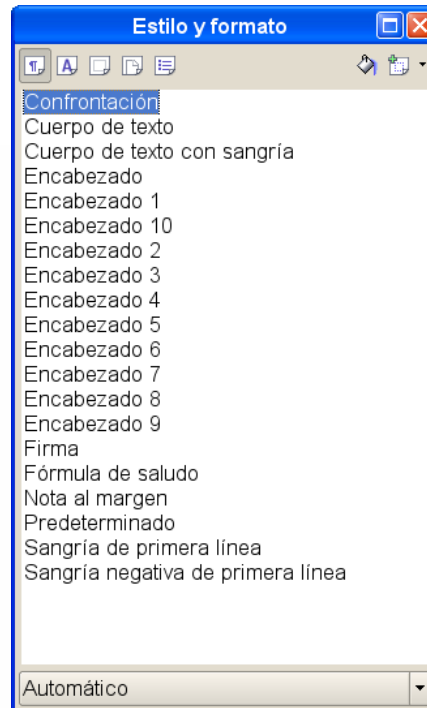 Estilo y formato
Confrontación
Cuerpo de texto
Cuerpo de texto con sangría
Encabezado
Encabezado 1
Encabezado 10
Encabezado 2
Encabezado 3
Encabezado 4
Encabezado 5
Encabezado 6
Encabezado 7
Encabezado 8
Encabezado 9
Firma
Fórmula de saludo
Nota al margen
Predeterminado
Sangría de primera línea
Sangría negativa de primera línea
Automático